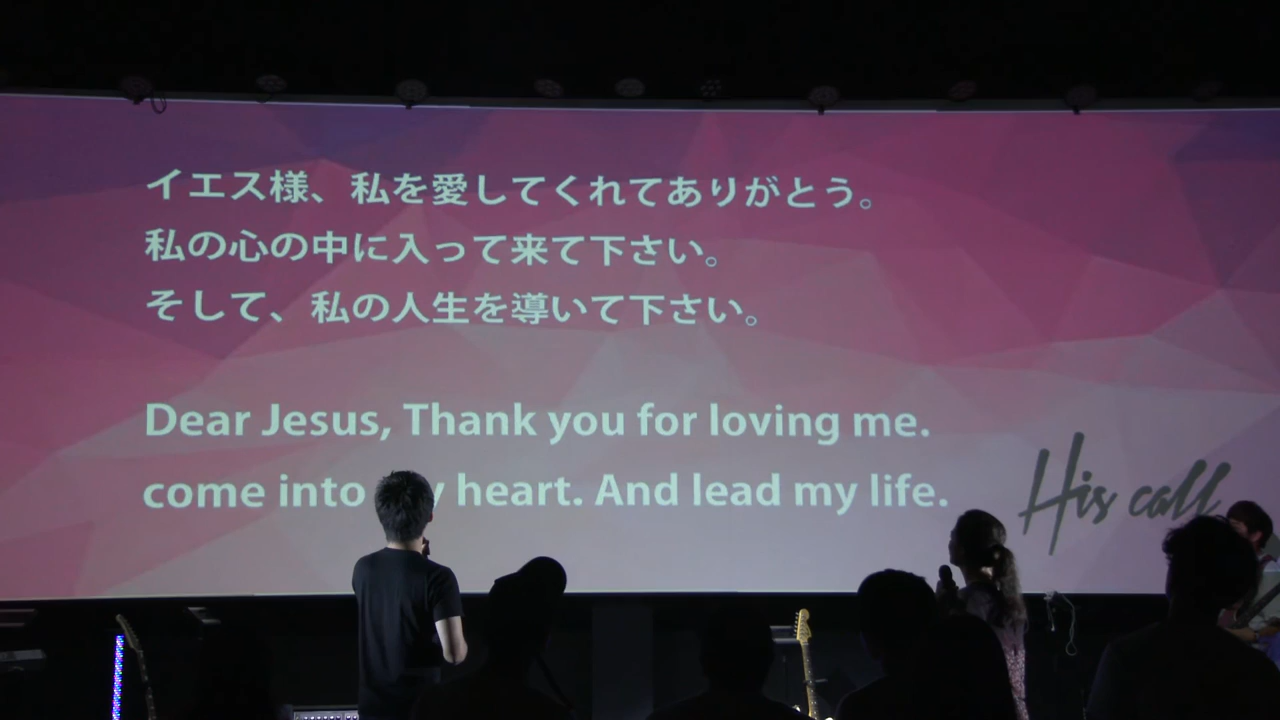 イエス様、私を愛してくれてありがとう。
私の心の中に入って来て下さい。
そして、私の人生を導いて下さい。
Dear Jesus, Thank you for loving me.
come into heart. And lead my life.
His call